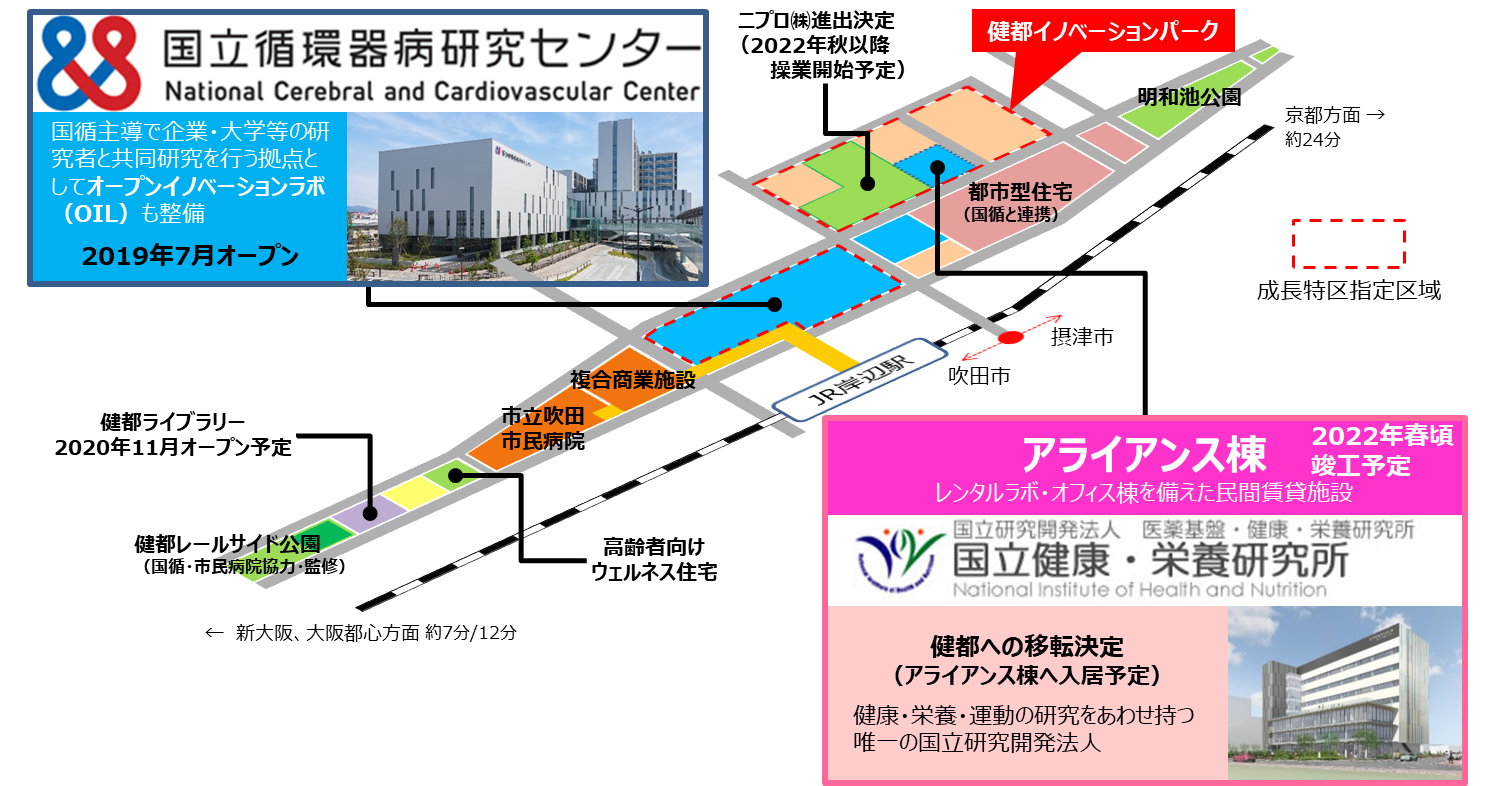 国立循環器病研究センター
National Cerebral and Cardiovascular Center
国循主導で企業・大学等の研
究者と共同研究を行う拠点と
してオープンイノベーションラボ
（OIL）も整備
2019年7月オープン
ニプロ㈱進出決定
（2022年秋以降
操業開始予定）
健都イノベーションパーク
明和池公園
京都方面 →
約24分
都市型住宅
（国循と連携）
成長特区指定区域
摂津市
吹田市
JR岸辺駅
複合商業施設
市立吹田
市民病院
健都ライブラリー
2020年11月オープン予定
健都レールサイド公園
（国循・市民病院協力・監修）
高齢者向け
ウェルネス住宅
← 新大阪、大阪都心方面 約7分/12分
アライアンス棟
2022年春頃
竣工予定
レンタルラボ・オフィス棟を備えた民間賃貸施設
国立研究開発法人 医薬基盤・健康・栄養研究所
国立健康・栄養研究所
National Institute of Health and Nutrition
健都への移転決定
（アライアンス棟へ入居予定）
健康・栄養・運動の研究をあわせ持つ
唯一の国立研究開発法人